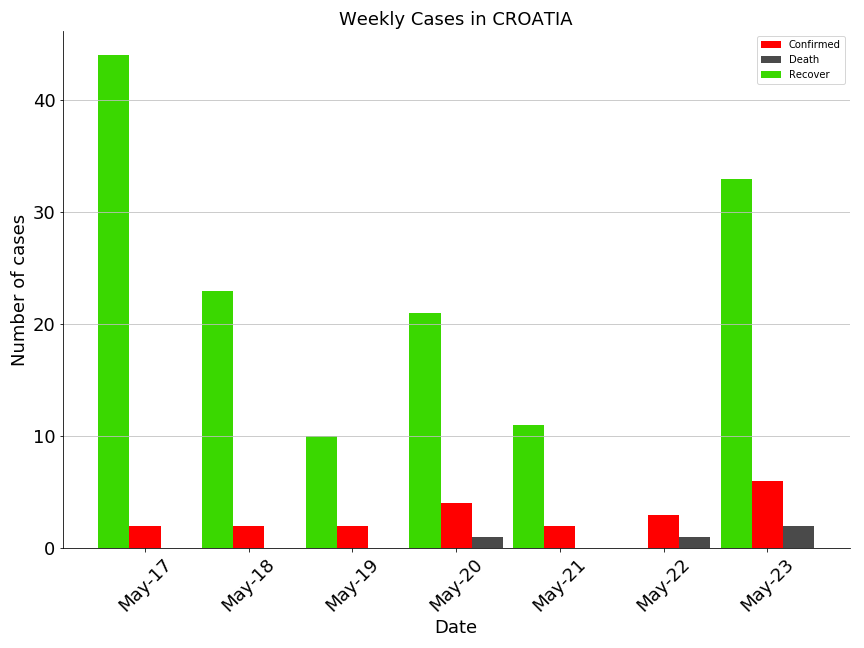 Weekly Cases in CROATIA
Confirmed
Death
Recover
Number of cases
40
30
20
10
0
May-17
May-18
May-19
May-20
May-21
May-22
May-23
Date